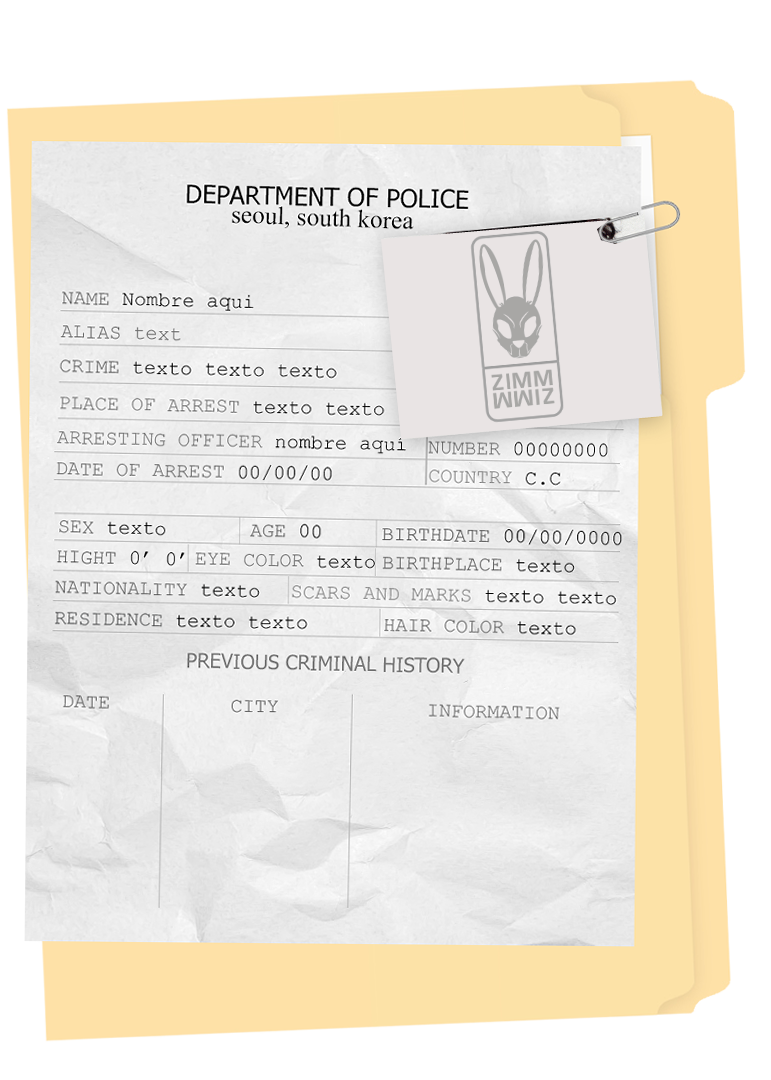 DEPARTMENT OF POLICE
seoul, south korea
ZIMM
ZIMM
NAME Nombre aqui
ALIAS text
CRIME texto texto texto
PLACE OF ARREST texto texto
ARRESTING OFFICER nombre aquí
NUMBER 00000000
DATE OF ARREST 00/00/00
COUNTRY C.C
SEX texto AGE 00 BIRTHDATE 00/00/0000
HIGHT 0′ 0′ EYE COLOR texto BIRTHPLACE texto
NATIONALITY texto SCARS AND MARKS texto texto
RESIDENCE texto texto HAIR COLOR texto
PREVIOUS CRIMINAL HISTORY
DATE CITY INFORMATION